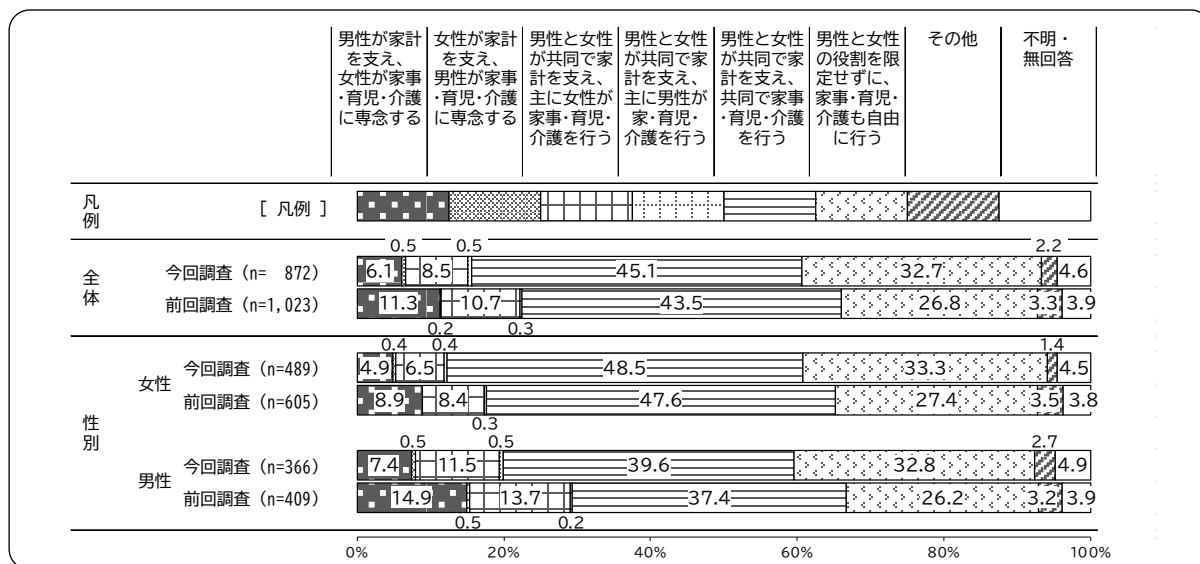 男性が家計
を支え、
女性が家事
・育児・介護
に専念する
女性が家計
を支え、
男性が家事
・育児・介護
に専念する
男性と女性
が共同で家
計を支え、
主に女性が
家事・育児・
介護を行う
男性と女性
が共同で家
計を支え、
主に男性が
家・育児・
介護を行う
男性と女性
が共同で家
計を支え、
共同で家事
・育児・介護
を行う
男性と女性
の役割を限
定せずに、
家事・育児・
介護も自由
に行う
その他
不明・
無回答
凡例
[ 凡例 ]
全体
0.5 0.5 2.2
今回調査 (n= 872) 6.1 8.5 45.1 32.7 4.6
前回調査 (n=1,023) 11.3 10.7 43.5 26.8 3.3 3.9
0.2 0.3
性別
女性
0.4 0.4 1.4
今回調査 (n=489) 4.9 6.5 48.5 33.3 4.5
前回調査 (n=605) 8.9 8.4 47.6 27.4 3.5 3.8
0.3
男性
0.5 0.5 2.7
今回調査 (n=366) 7.4 11.5 39.6 32.8 4.9
前回調査 (n=409) 14.9 13.7 37.4 26.2 3.2 3.9
0.5 0.2
0% 20% 40% 60% 80% 100%